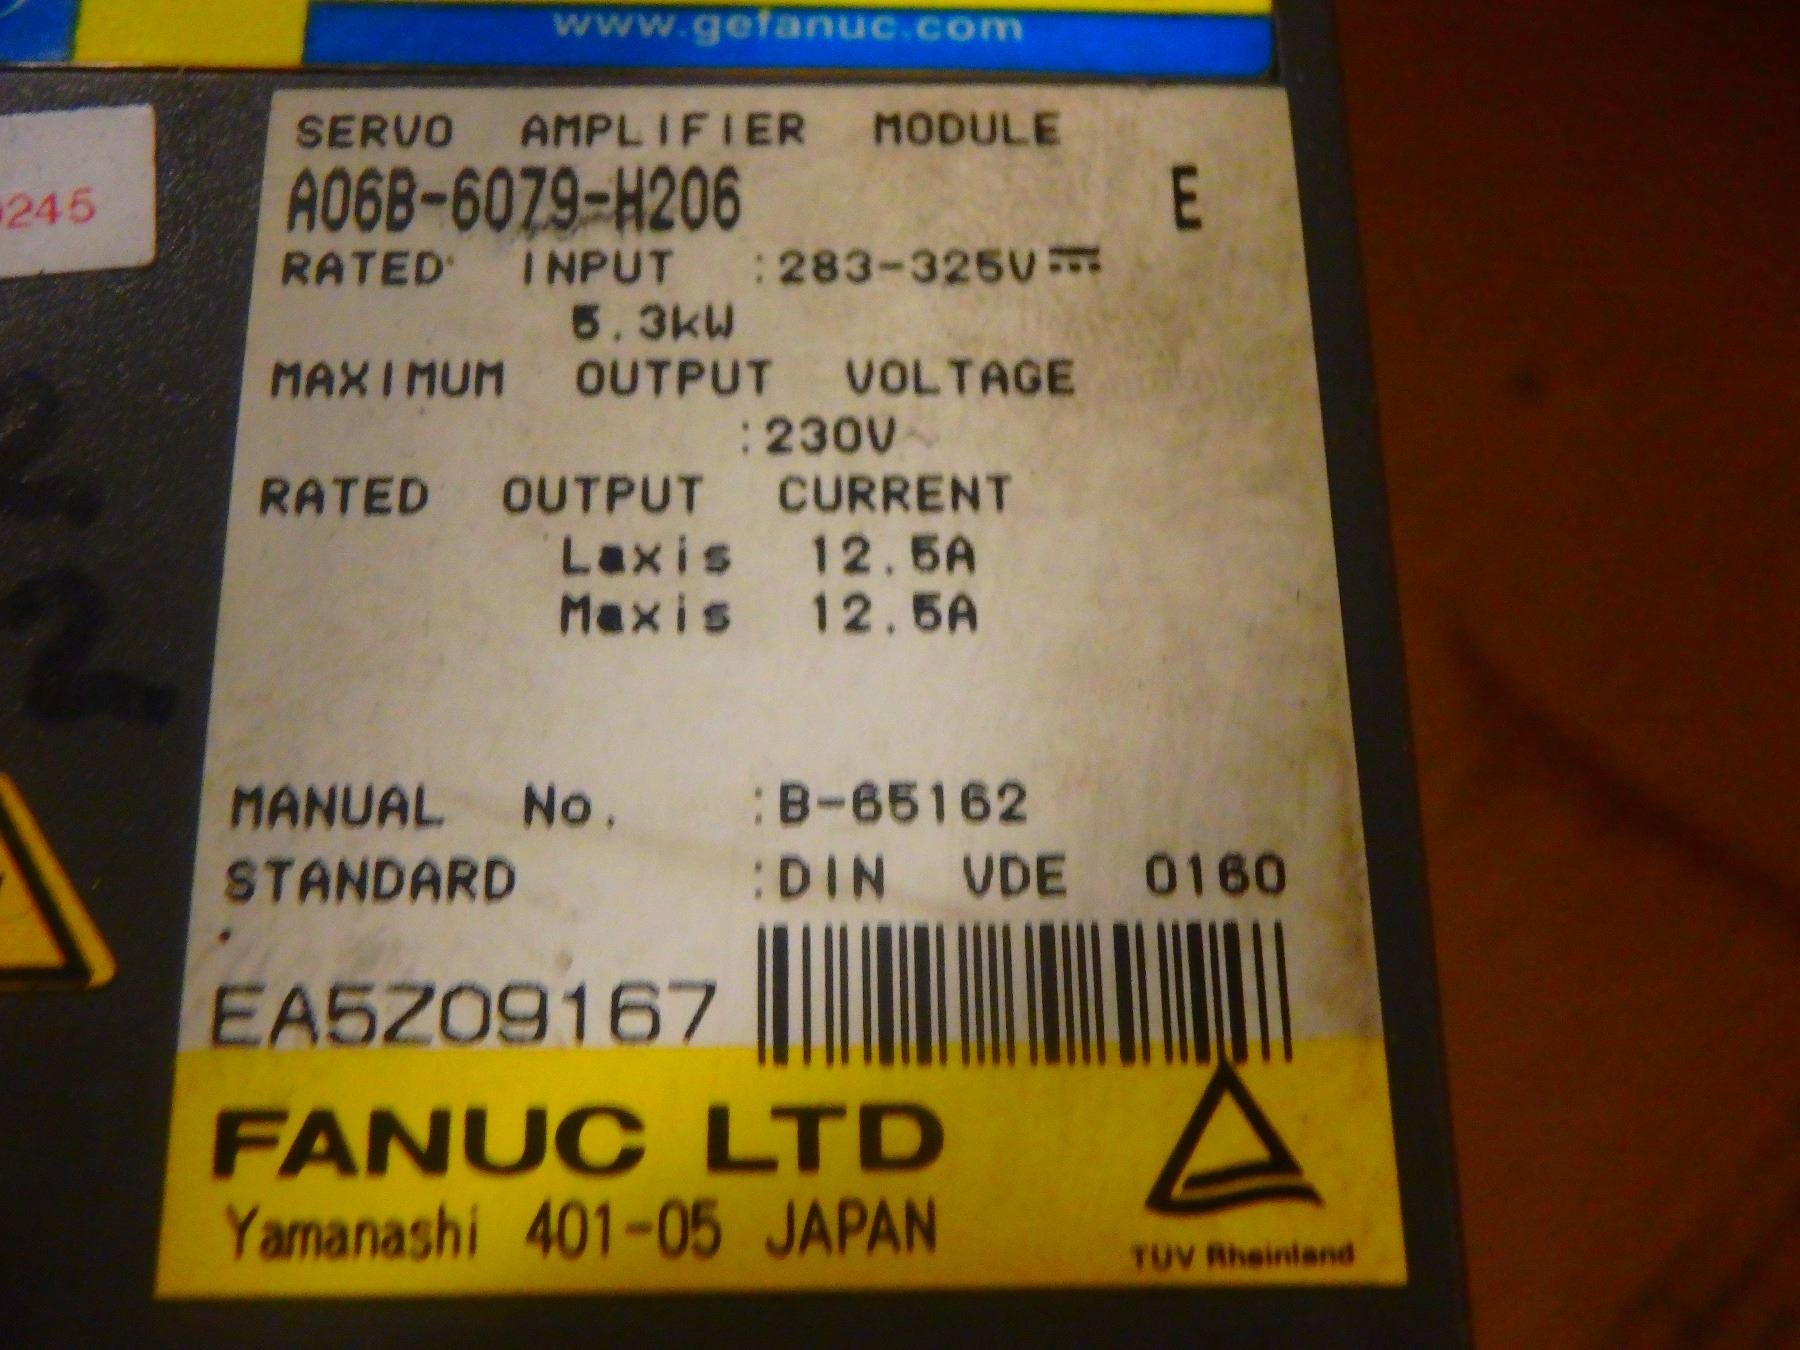 www.gefanuc.com
245
SERVO AMPLIFIER MODULE
A06B-6079-H206 E
RATED INPUT :283-325V⎓
5.3kW
MAXIMUM OUTPUT VOLTAGE
:230V~
RATED OUTPUT CURRENT
Laxis 12.5A
Maxis 12.5A
MANUAL No. :B-65162
STANDARD :DIN VDE 0160
EA5Z09167
FANUC LTD
Yamanashi 401-05 JAPAN
TÜV Rheinland